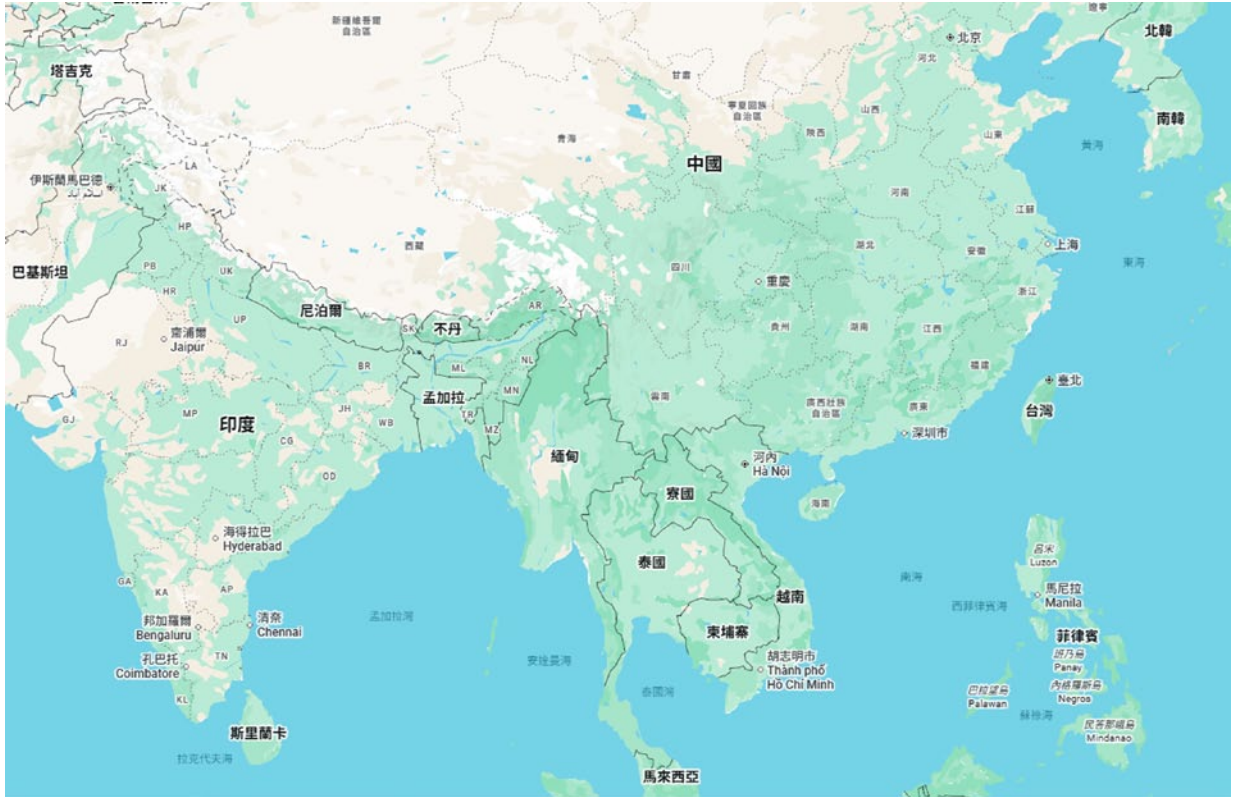 新疆維吾爾
自治區
遼寧
北韓
北京
河北
塔吉克
甘肅
寧夏回族
自治區
山西
南韓
陝西
山東
青海
黃海
中國
LA
伊斯蘭馬巴德
JK
河南
江蘇
HP
西藏
湖北
安徽
上海
東海
巴基斯坦
PB
UK
四川
重慶
HR
浙江
尼泊爾
AR
UP
SK
不丹
貴州
湖南
江西
齋浦爾
Jaipur
RJ
NL
BR
ML
福建
臺北
孟加拉
MN
雲南
廣西壯族
自治區
廣東
台灣
GJ
MP
JH
TR
印度
WB
MZ
深圳市
CG
緬甸
河內
Hà Nội
OD
寮國
海南
海得拉巴
Hyderabad
泰國
呂宋
Luzon
GA
KA
AP
南海
越南
馬尼拉
Manila
西菲律賓海
孟加拉灣
邦加羅爾
Bengaluru
清奈
Chennai
柬埔寨
菲律賓
班乃島
Panay
孔巴托
Coimbatore
TN
安達曼海
胡志明市
Thành phố
Hồ Chí Minh
泰國灣
巴拉望島
Palawan
內格羅斯島
Negros
KL
蘇祿海
斯里蘭卡
民答那峨島
Mindanao
拉克代夫海
馬來西亞